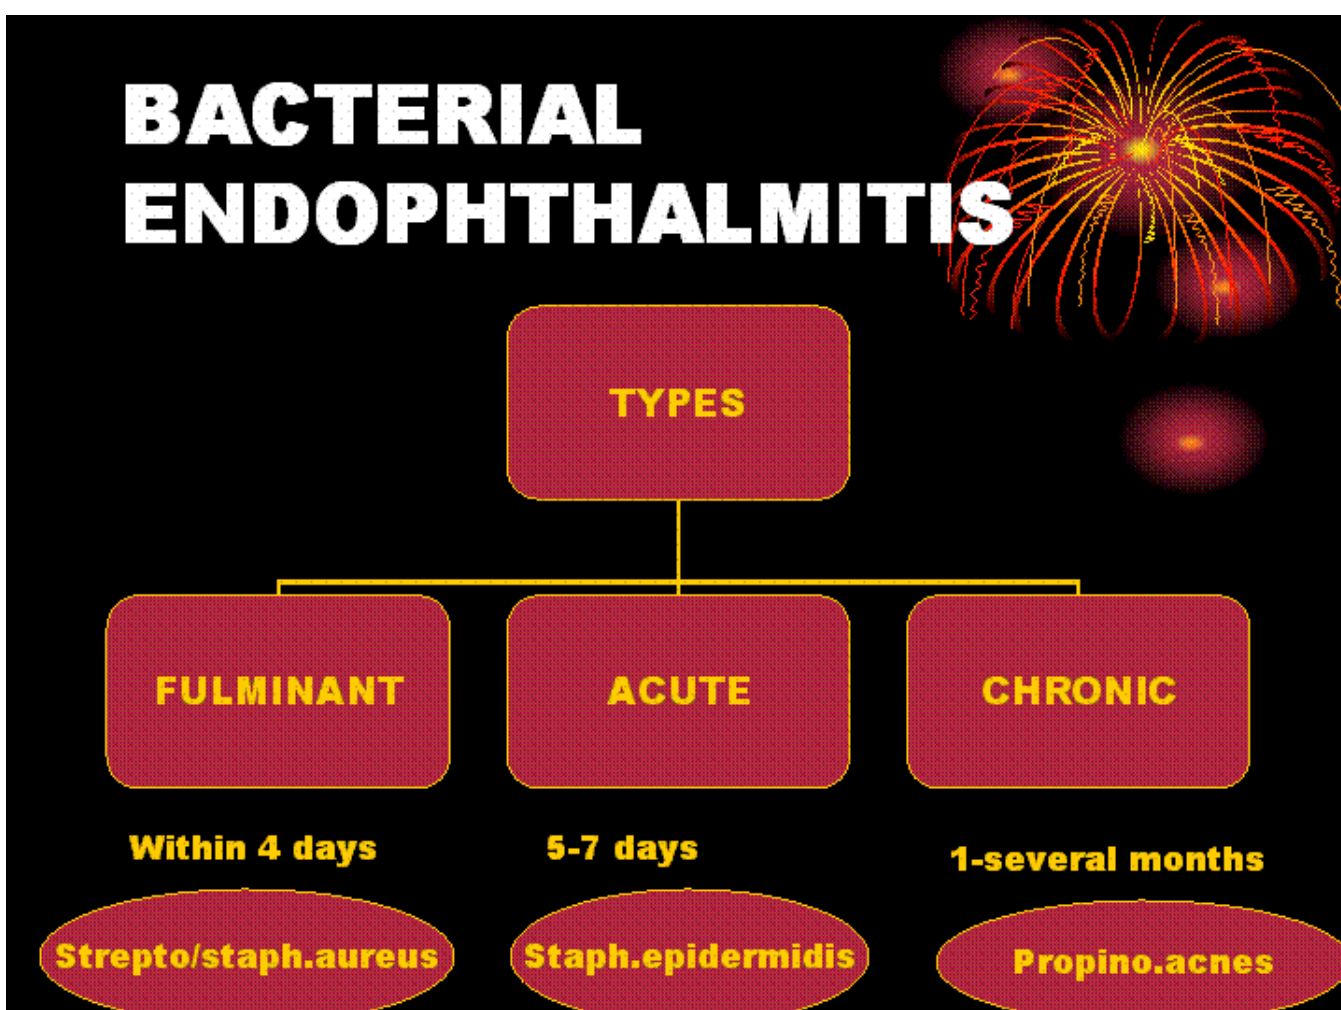 BACTERIAL
ENDOPHTHALMITIS
TYPES
FULMINANT
ACUTE
CHRONIC
Within 4 days
5-7 days
1-several months
Strepto/staph.aureus
Staph.epidermidis
Propino.acnes